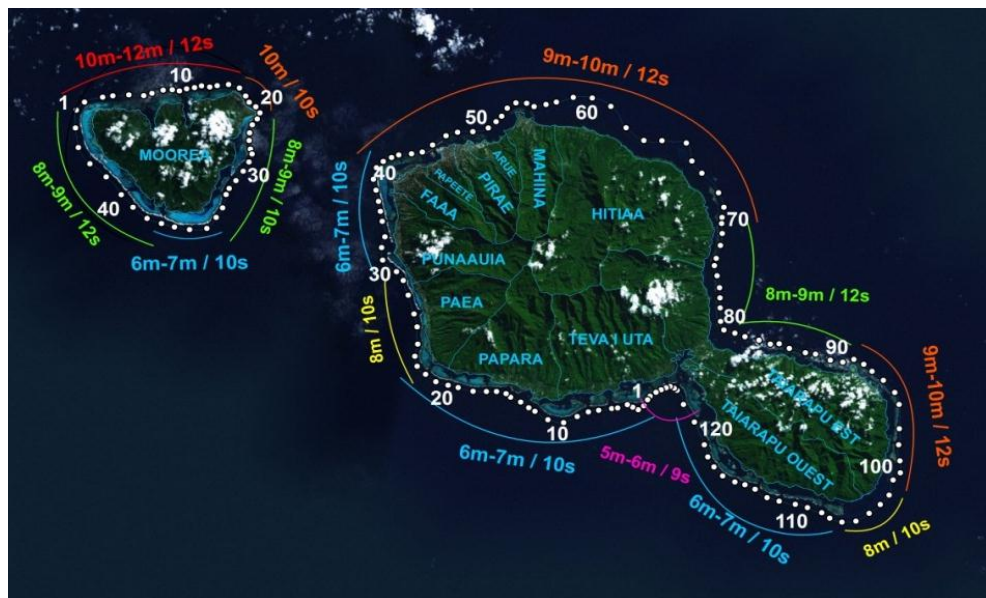 10m-12m / 12s
10m / 10s
1
10
20
30
40
MOOREA
8m-9m / 12s
8m-9m / 10s
6m-7m / 10s
9m-10m / 12s
50
60
40
6m-7m / 10s
ARUE
MAHINA
PAPEETE
PIRAE
FAAA
HITIAA
70
PUNAAUIA
30
PAEA
8m / 10s
8m-9m / 12s
80
TEVA I UTA
PAPARA
90
20
1
10
6m-7m / 10s
5m-6m / 9s
TAIARAPU EST
TAIARAPU OUEST
120
9m-10m / 12s
100
110
6m-7m / 10s
8m / 10s